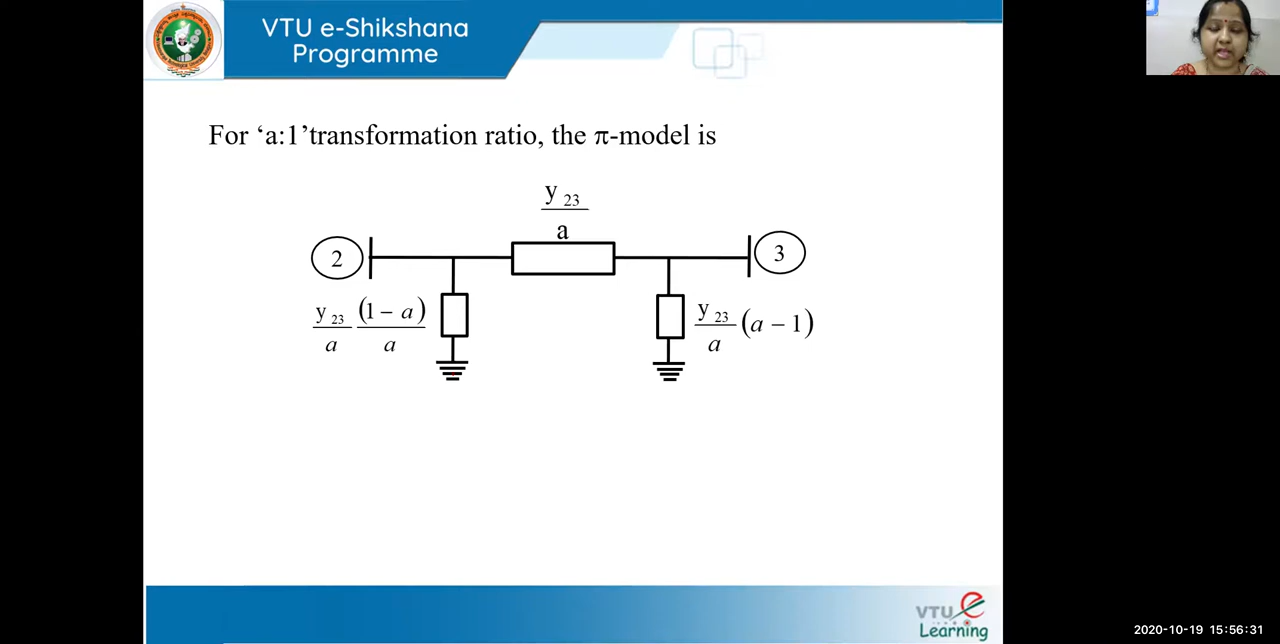 VTU e-Shikshana
Programme
For ‘a:1’transformation ratio, the π-model is
y 23
a
2
3
y 23 (1 − a)
a a
y 23 (a − 1)
a
VTU e
Learning
2020-10-19 15:56:31